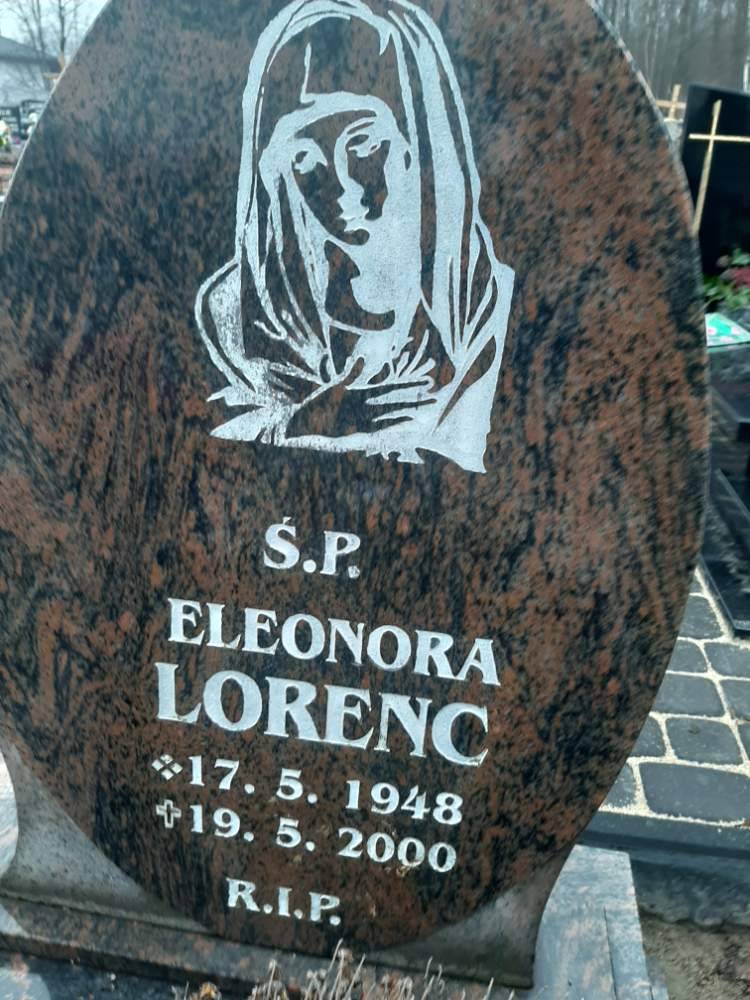 Ś.P.
ELEONORA
LORENC
17. 5. 1948
19. 5. 2000
R.I.P.